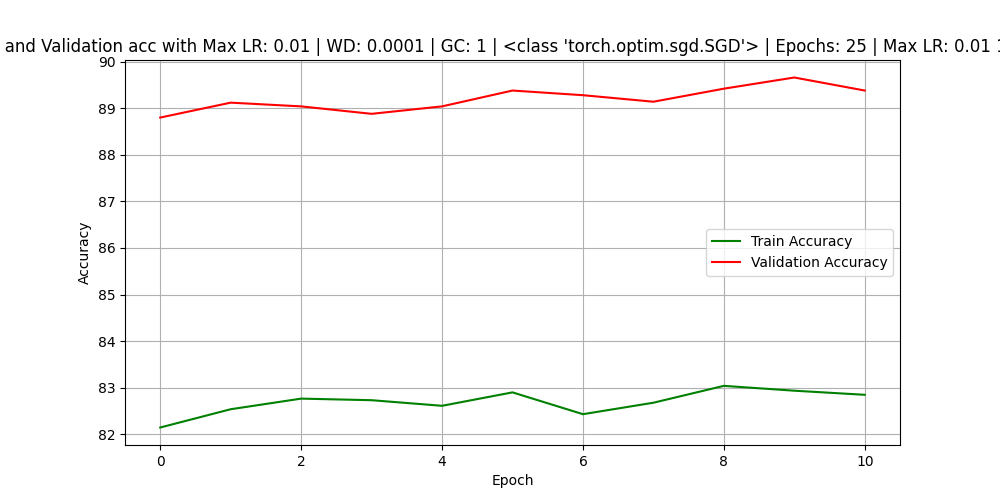 and Validation acc with Max LR: 0.01 | WD: 0.0001 | GC: 1 | <class 'torch.optim.sgd.SGD'> | Epochs: 25 | Max LR: 0.01
90
89
88
87
86
85
84
83
82
Accuracy
Train Accuracy
Validation Accuracy
0 2 4 6 8 10
Epoch